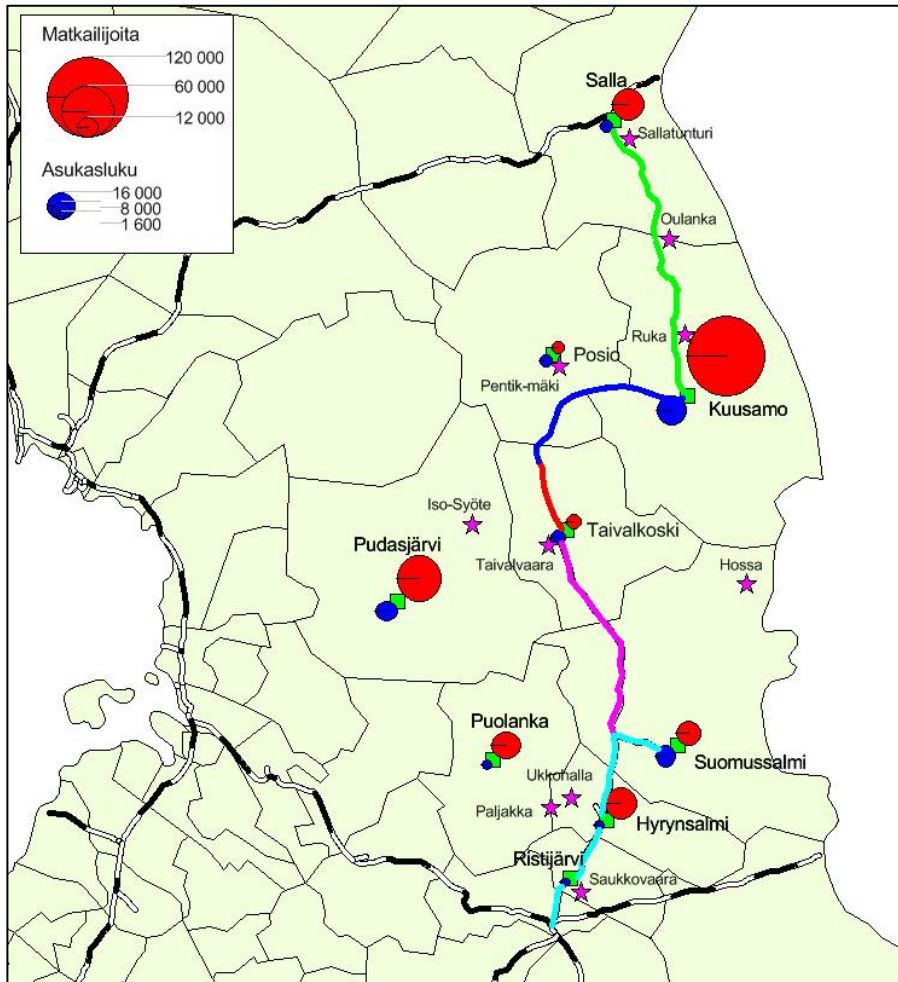 Matkailijoita
120 000
60 000
12 000
Asukasluku
16 000
8 000
1 600
Salla
Sallatunturi
Oulanka
Ruka
Posio
Pentik-mäki
Kuusamo
Iso-Syöte
Taivalkoski
Pudasjärvi
Taivalvaara
Hossa
Puolanka
Suomussalmi
Ukkohalla
Paljakka
Hyrynsalmi
Ristijärvi
Saukkovaara